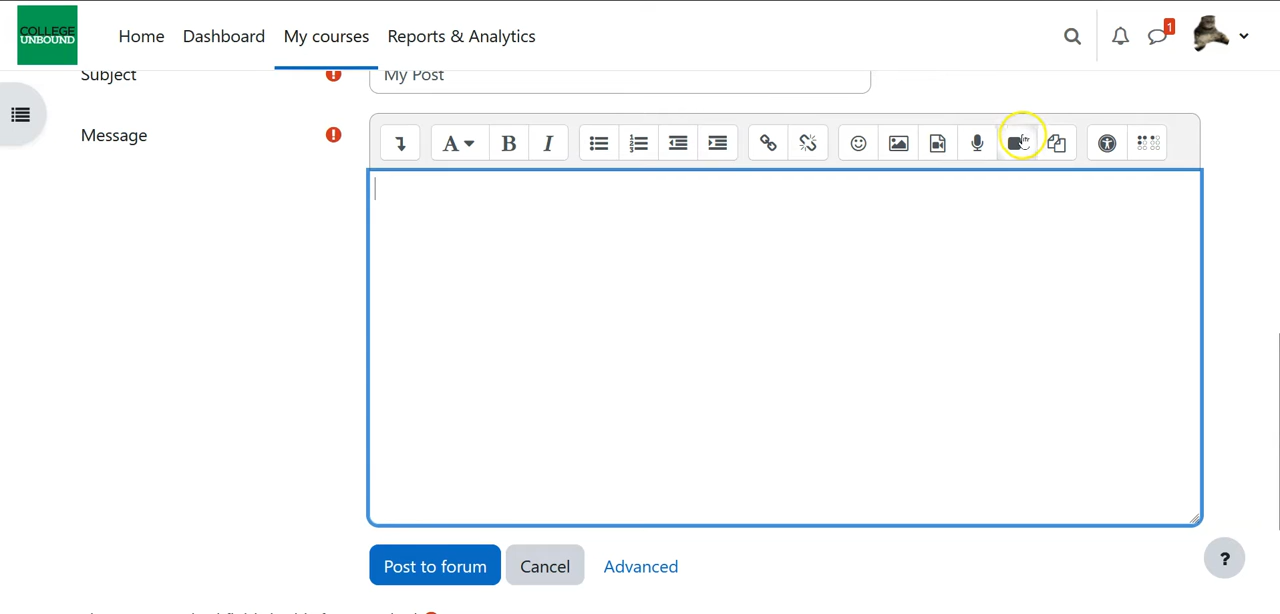 COLLEGE
UNBOUND
Home Dashboard My courses Reports & Analytics
1
Subject
My Post
Message
A B I
Post to forum Cancel Advanced
?